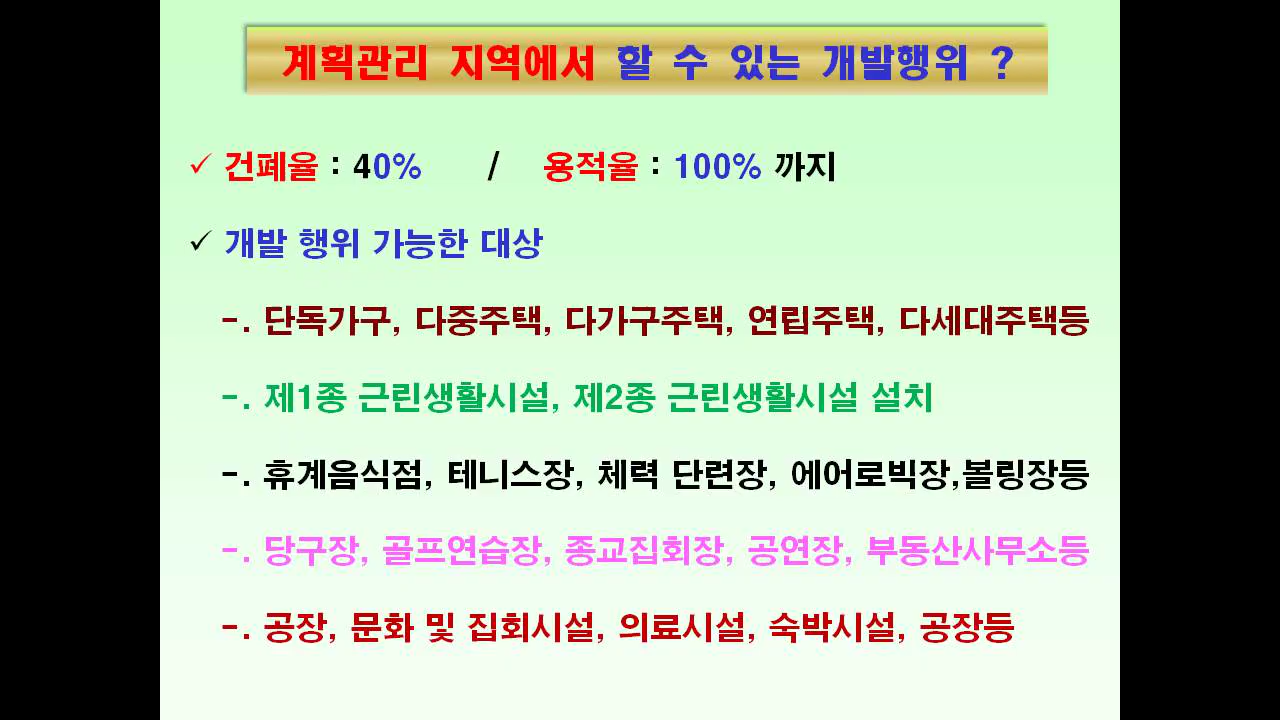 계획관리 지역에서 할 수 있는 개발행위 ?
✓ 건폐율 : 40% / 용적율 : 100% 까지
✓ 개발 행위 가능한 대상
-. 단독가구, 다중주택, 다가구주택, 연립주택, 다세대주택등
-. 제1종 근린생활시설, 제2종 근린생활시설 설치
-. 휴계음식점, 테니스장, 체력 단련장, 에어로빅장,볼링장등
-. 당구장, 골프연습장, 종교집회장, 공연장, 부동산사무소등
-. 공장, 문화 및 집회시설, 의료시설, 숙박시설, 공장등